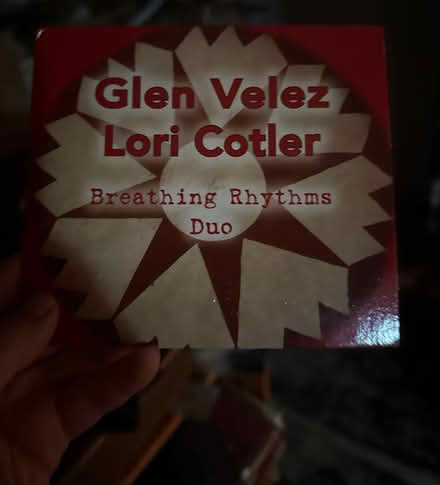 Glen Velez
Lori Cotler
Breathing Rhythms
Duo